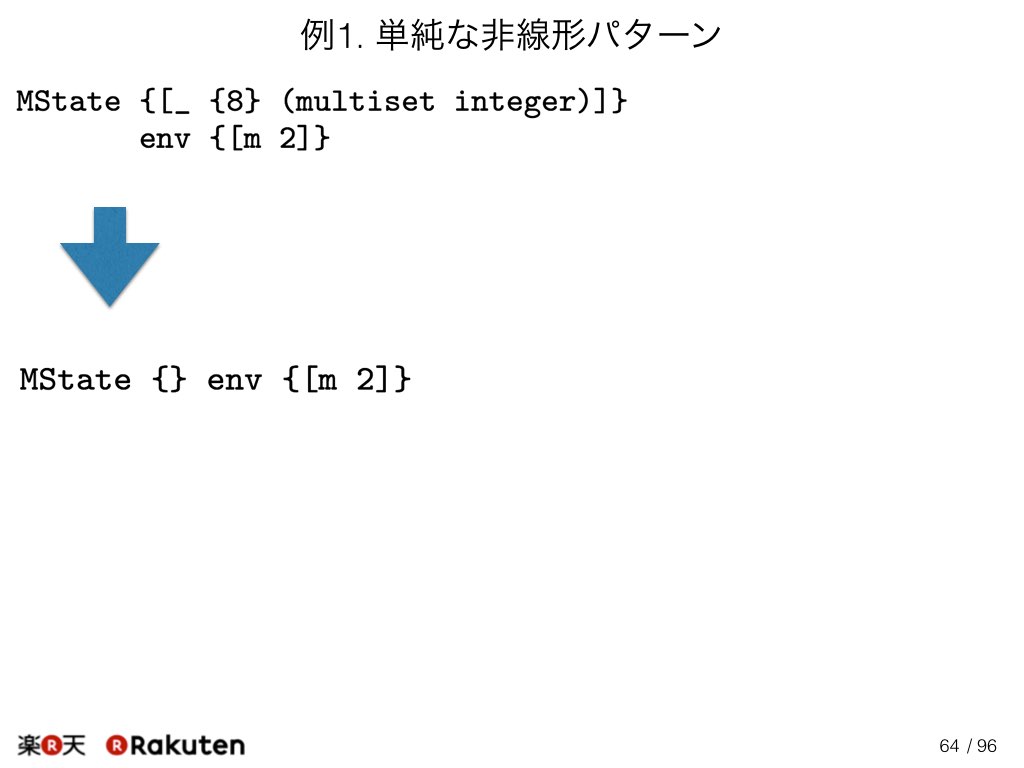 例1. 単純な非線形パターン
MState {[_ {8} (multiset integer)]}
env {[m 2]}
MState {} env {[m 2]}
楽R天 RRakuten
64 / 96